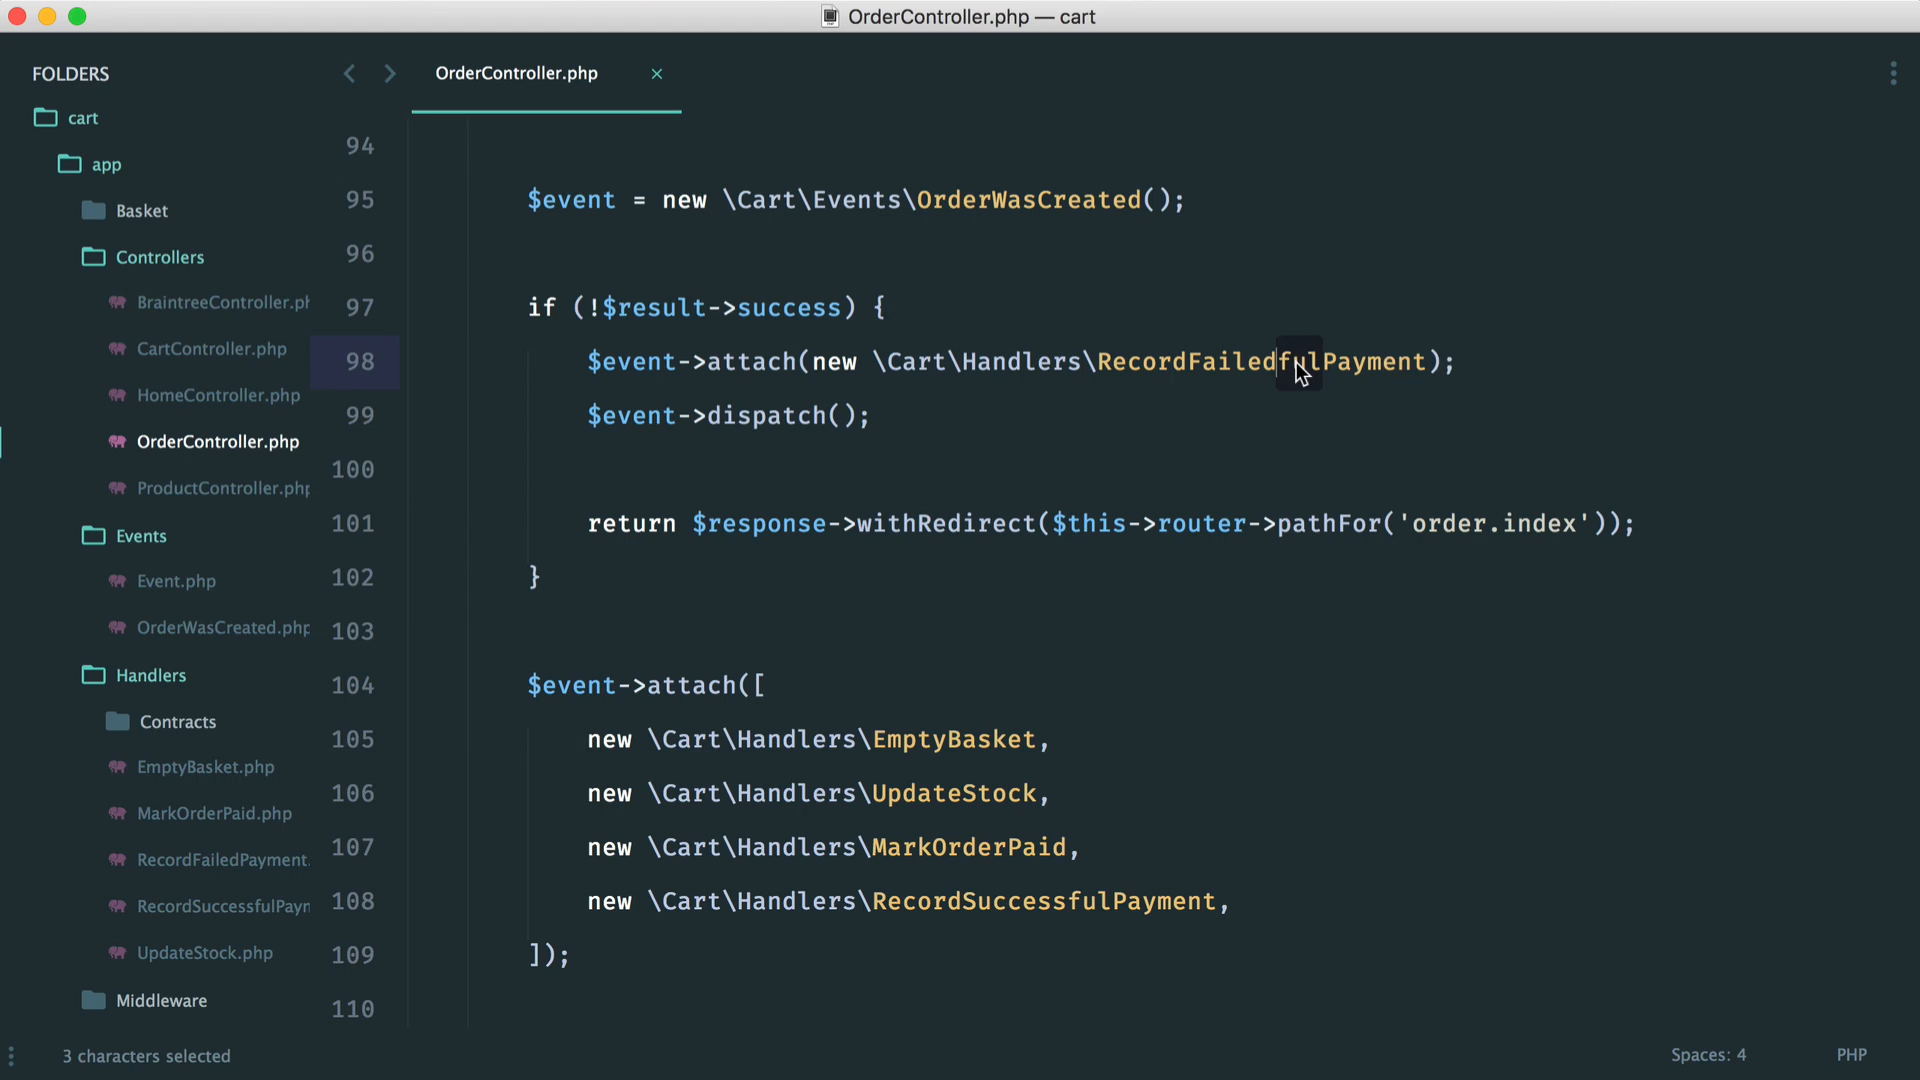 OrderController.php — cart
FOLDERS
cart
app
Basket
Controllers
BraintreeController.ph
CartController.php
HomeController.php
OrderController.php
ProductController.php
Events
Event.php
OrderWasCreated.php
Handlers
Contracts
EmptyBasket.php
MarkOrderPaid.php
RecordFailedPayment.
RecordSuccessfulPayn
UpdateStock.php
Middleware
OrderController.php ×
94
95 $event = new \Cart\Events\OrderWasCreated();
96
97 if (!$result->success) {
98 $event->attach(new \Cart\Handlers\RecordFailedfulPayment);
99 $event->dispatch();
100
101 return $response->withRedirect($this->router->pathFor('order.index'));
102 }
103
104 $event->attach([
105 new \Cart\Handlers\EmptyBasket,
106 new \Cart\Handlers\UpdateStock,
107 new \Cart\Handlers\MarkOrderPaid,
108 new \Cart\Handlers\RecordSuccessfulPayment,
109 ]);
110
3 characters selected
Spaces: 4
PHP